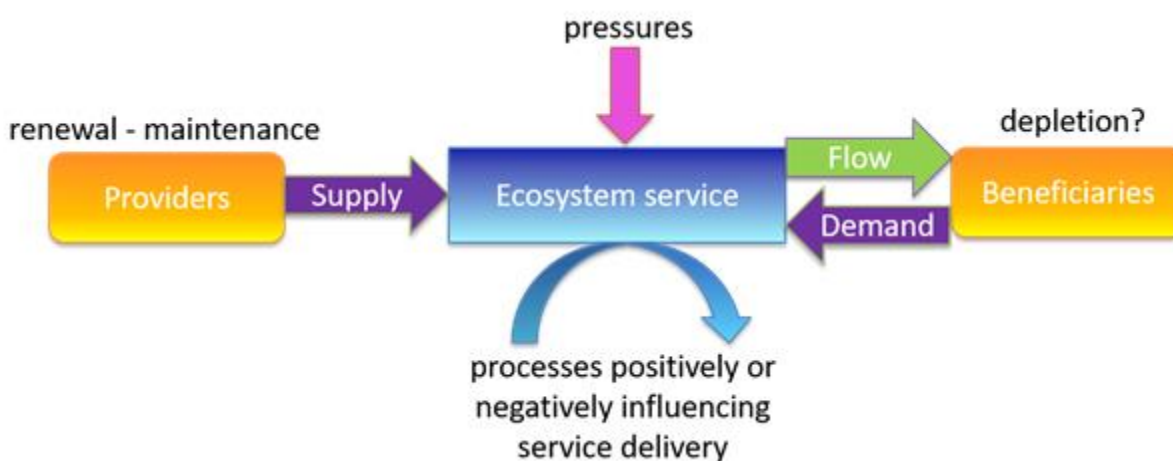 pressures
renewal - maintenance
depletion?
Providers
Supply
Ecosystem service
Flow
Demand
Beneficiaries
processes positively or
negatively influencing
service delivery